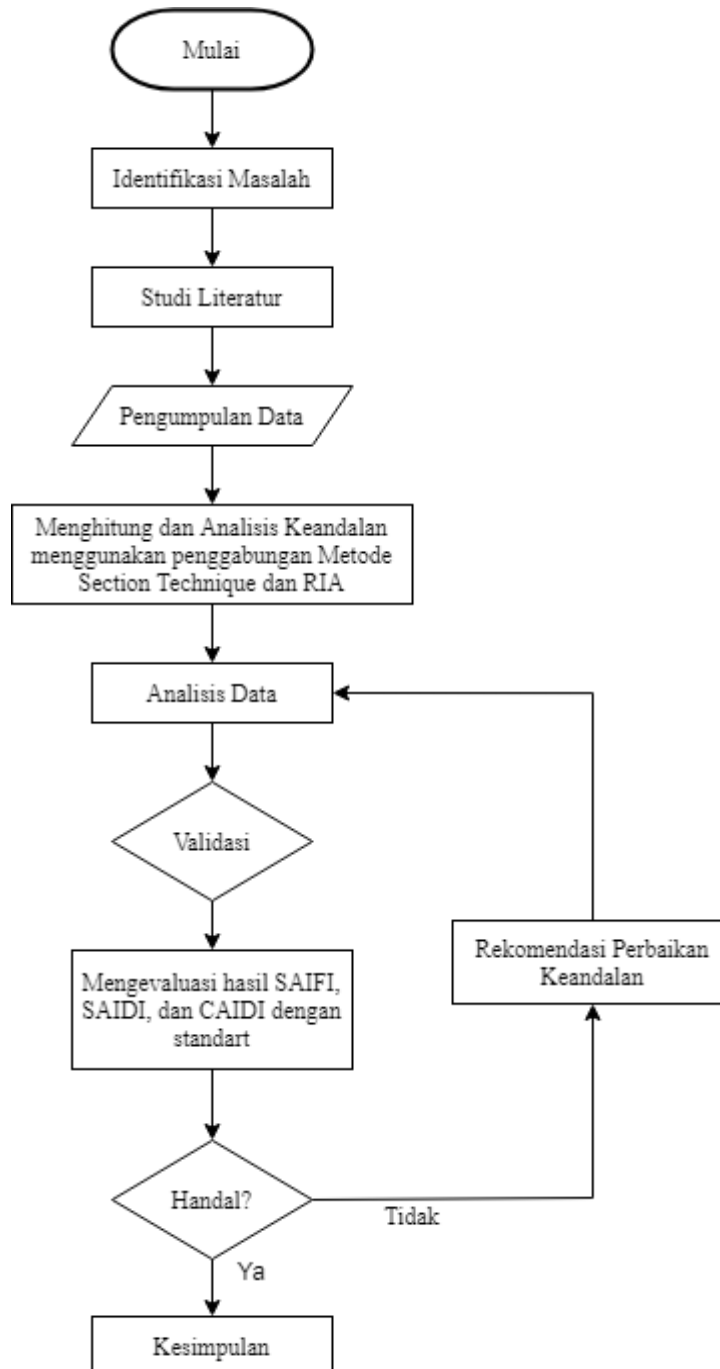 Mulai
Identifikasi Masalah
Studi Literatur
Pengumpulan Data
Menghitung dan Analisis Keandalan
menggunakan penggabungan Metode
Section Technique dan RIA
Analisis Data
Validasi
Rekomendasi Perbaikan
Keandalan
Mengevaluasi hasil SAIFI,
SAIDI, dan CAIDI dengan
standart
Handal?
Tidak
Ya
Kesimpulan